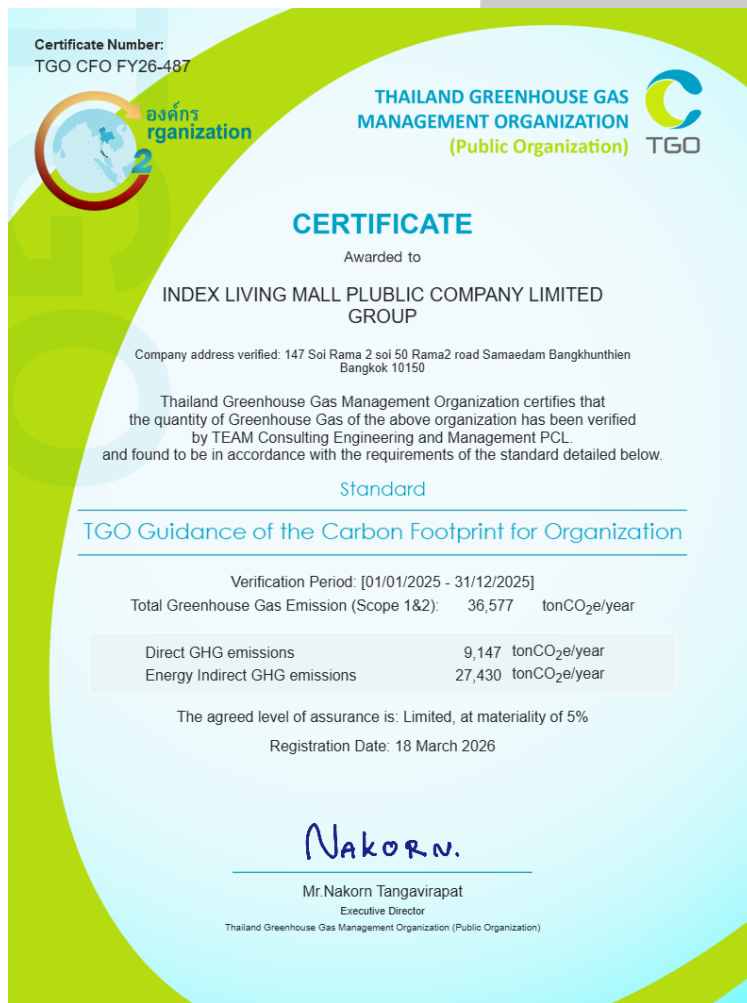 Certificate Number:
TGO CFO FY26-487
องค์กร
rganization
2
THAILAND GREENHOUSE GAS
MANAGEMENT ORGANIZATION
(Public Organization)
TGO
CERTIFICATE
Awarded to
INDEX LIVING MALL PLUBLIC COMPANY LIMITED
GROUP
Company address verified: 147 Soi Rama 2 soi 50 Rama2 road Samaedam Bangkhunthien
Bangkok 10150
Thailand Greenhouse Gas Management Organization certifies that
the quantity of Greenhouse Gas of the above organization has been verified
by TEAM Consulting Engineering and Management PCL.
and found to be in accordance with the requirements of the standard detailed below.
Standard
TGO Guidance of the Carbon Footprint for Organization
Verification Period: [01/01/2025 - 31/12/2025]
Total Greenhouse Gas Emission (Scope 1&2): 36,577 tonCO₂e/year
Direct GHG emissions 9,147 tonCO₂e/year
Energy Indirect GHG emissions 27,430 tonCO₂e/year
The agreed level of assurance is: Limited, at materiality of 5%
Registration Date: 18 March 2026
NAKORN.
Mr.Nakorn Tangavirapat
Executive Director
Thailand Greenhouse Gas Management Organization (Public Organization)